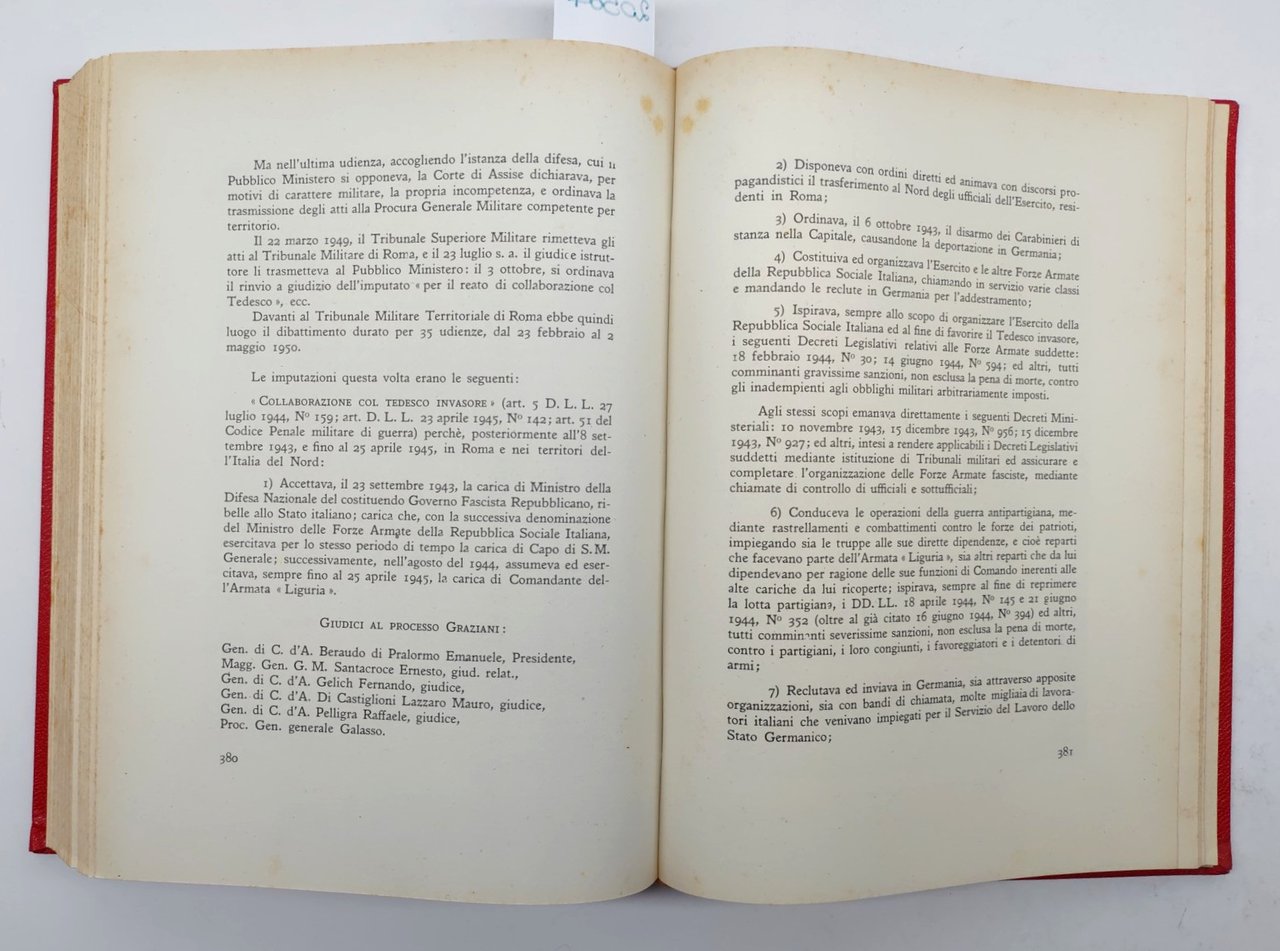 Ma nell'ultima udienza, accogliendo l'istanza della difesa, cui
Pubblico Ministero si opponeva, la Corte di Assise dichiarava, per
motivi di carattere militare, la propria incompetenza, e ordinava la
trasmissione degli atti alla Procura Generale Militare competente per
territorio.
Il 22 marzo 1949, il Tribunale Superiore Militare rimetteva gli
atti al Tribunale Militare di Roma, e il 23 luglio s. a. il giudice istrut-
tore li trasmetteva al Pubblico Ministero: il 3 ottobre, si ordinava
il rinvio a giudizio dell'imputato « per il reato di collaborazione col
Tedesco », ecc.
Davanti al Tribunale Militare Territoriale di Roma ebbe quindi
luogo il dibattimento durato per 35 udienze, dal 23 febbraio al 2
maggio 1950.
Le imputazioni questa volta erano le seguenti:
« COLLABORAZIONE COL TEDESCO INVASORE » (art. 5 D. L. L. 27
luglio 1944, Nº 159; art. D. L. L. 23 aprile 1945, Nº 142; art. 51 del
Codice Penale militare di guerra) perchè, posteriormente all'8 set-
tembre 1943, e fino al 25 aprile 1945, in Roma e nei territori del-
l'Italia del Nord:
1) Accettava, il 23 settembre 1943, la carica di Ministro della
Difesa Nazionale del costituendo Governo Fascista Repubblicano, ri-
belle allo Stato italiano; carica che, con la successiva denominazione
del Ministro delle Forze Armate della Repubblica Sociale Italiana,
esercitava per lo stesso periodo di tempo la carica di Capo di S.M.
Generale; successivamente, nell'agosto del 1944, assumeva ed eser-
citava, sempre fino al 25 aprile 1945, la carica di Comandante del-
l'Armata « Liguria ».
GIUDICI AL PROCESSO GRAZIANI:
Gen. di C. d'A. Beraudo di Pralormo Emanuele, Presidente,
Magg. Gen. G. M. Santacroce Ernesto, giud. relat.,
Gen. di C. d'A. Gelich Fernando, giudice,
Gen. di C. d'A. Di Castiglioni Lazzaro Mauro, giudice,
Gen. di C. d'A. Pelligra Raffaele, giudice,
Proc. Gen. generale Galasso.
380
2) Disponeva con ordini diretti ed animava con discorsi pro-
pagandistici il trasferimento al Nord degli ufficiali dell'Esercito, resi-
denti in Roma;
3) Ordinava, il 6 ottobre 1943, il disarmo dei Carabinieri di
stanza nella Capitale, causandone la deportazione in Germania;
4) Costituiva ed organizzava l'Esercito e le altre Forze Armate
della Repubblica Sociale Italiana, chiamando in servizio varie classi
e mandando le reclute in Germania per l'addestramento;
5) Ispirava, sempre allo scopo di organizzare l'Esercito della
Repubblica Sociale Italiana ed al fine di favorire il Tedesco invasore,
i seguenti Decreti Legislativi relativi alle Forze Armate suddette:
18 febbraio 1944, Nº 30; 14 giugno 1944, Nº 594; ed altri, tutti
comminanti gravissime sanzioni, non esclusa la pena di morte, contro
gli inadempienti agli obblighi militari arbitrariamente imposti.
Agli stessi scopi emanava direttamente i seguenti Decreti Mini-
steriali: 10 novembre 1943, 15 dicembre 1943, Nº 956; 15 dicembre
1943, Nº 927; ed altri, intesi a rendere applicabili i Decreti Legislativi
suddetti mediante istituzione di Tribunali militari ed assicurare e
completare l'organizzazione delle Forze Armate fasciste, mediante
chiamate di controllo di ufficiali e sottufficiali;
6) Conduceva le operazioni della guerra antipartigiana, me-
diante rastrellamenti e combattimenti contro le forze dei patrioti,
impiegando sia le truppe alle sue dirette dipendenze, e cioè reparti
che facevano parte dell'Armata « Liguria », sia altri reparti che da lui
dipendevano per ragione delle sue funzioni di Comando inerenti alle
alte cariche da lui ricoperte; ispirava, sempre al fine di reprimere
la lotta partigiana, i DD. LL. 18 aprile 1944, Nº 145 e 21 giugno
1944, Nº 352 (oltre al già citato 16 giugno 1944, Nº 394) ed altri,
tutti comminanti severissime sanzioni, non esclusa la pena di morte,
contro i partigiani, i loro congiunti, i favoreggiatori e i detentori di
armi;
7) Reclutava ed inviava in Germania, sia attraverso apposite
organizzazioni, sia con bandi di chiamata, molte migliaia di lavora-
tori italiani che venivano impiegati per il Servizio del Lavoro dello
Stato Germanico;
381